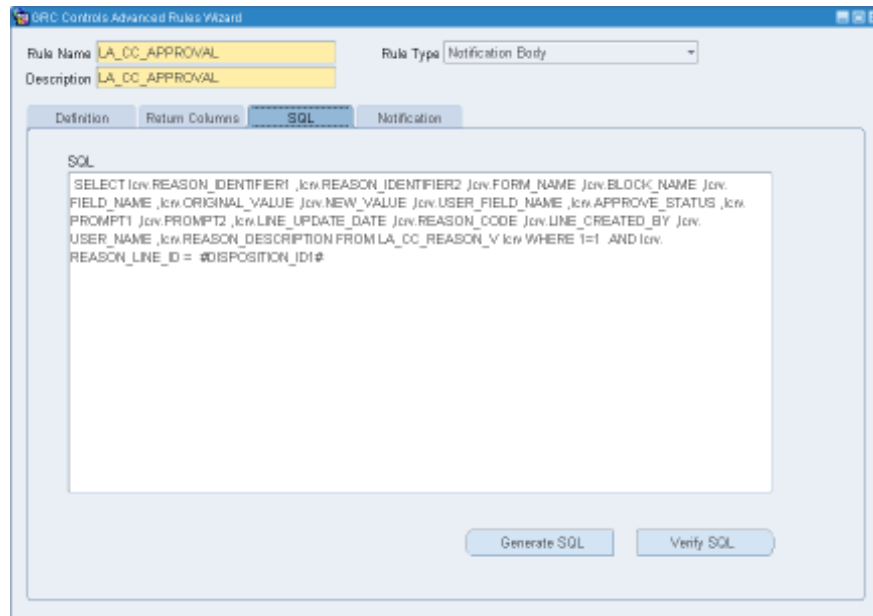 GRC Controls Advanced Rules Wizard
Rule Name LA_CC_APPROVAL Rule Type Notification Body
Description LA_CC_APPROVAL
Definition Return Columns SQL Notification
SQL
SELECT lcrv.REASON_IDENTIFIER1 ,lcrv.REASON_IDENTIFIER2 ,lcrv.FORM_NAME ,lcrv.BLOCK_NAME ,lcrv.
FIELD_NAME ,lcrv.ORIGINAL_VALUE ,lcrv.NEW_VALUE ,lcrv.USER_FIELD_NAME ,lcrv.APPROVE_STATUS ,lcrv.
PROMPT1 ,lcrv.PROMPT2 ,lcrv.LINE_UPDATE_DATE ,lcrv.REASON_CODE ,lcrv.LINE_CREATED_BY ,lcrv.
USER_NAME ,lcrv.REASON_DESCRIPTION FROM LA_CC_REASON_V lcrv WHERE 1=1 AND lcrv.
REASON_LINE_ID = #DISPOSITION_ID1#
Generate SQL Verify SQL